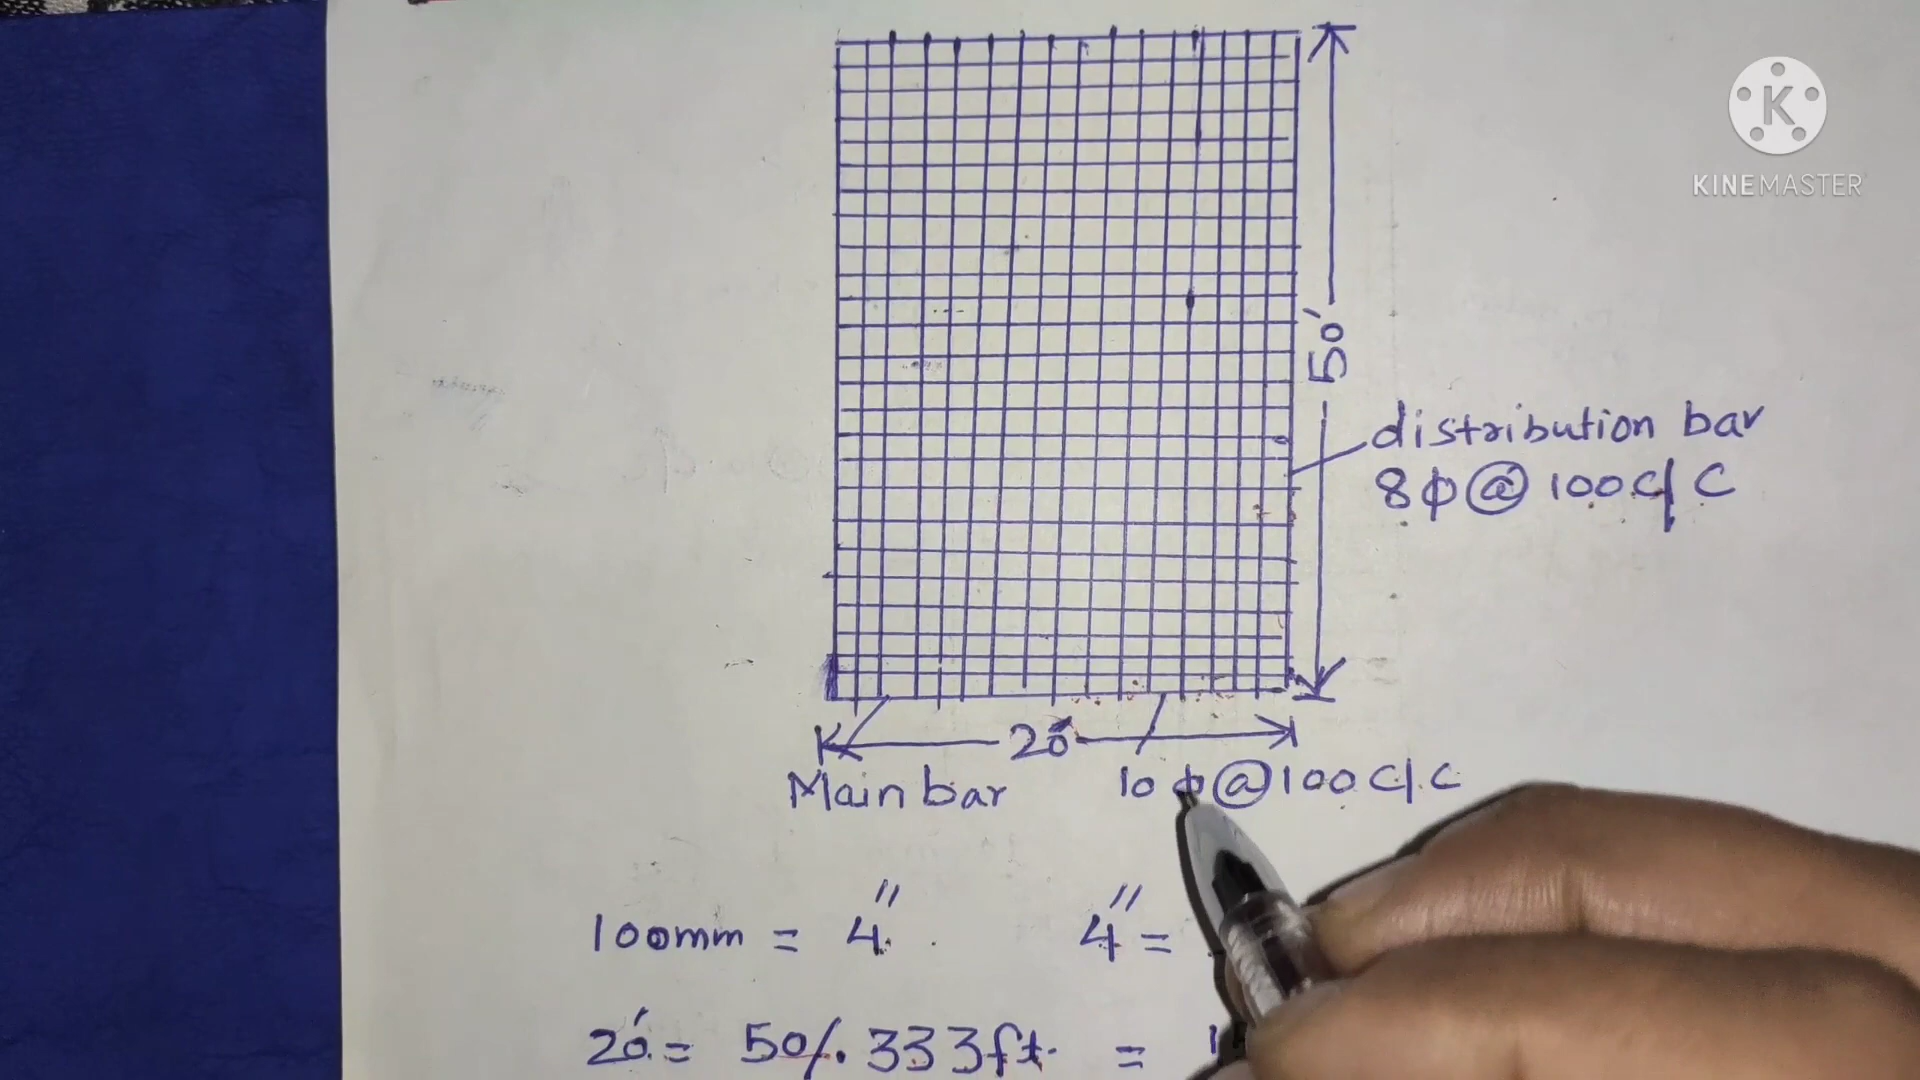 KINEMASTER
50'
distribution bar
8ϕ@100C/C
20'
Main bar
10ϕ@100C/C
100mm = 4"
4" =
20' = 50/.333ft. =